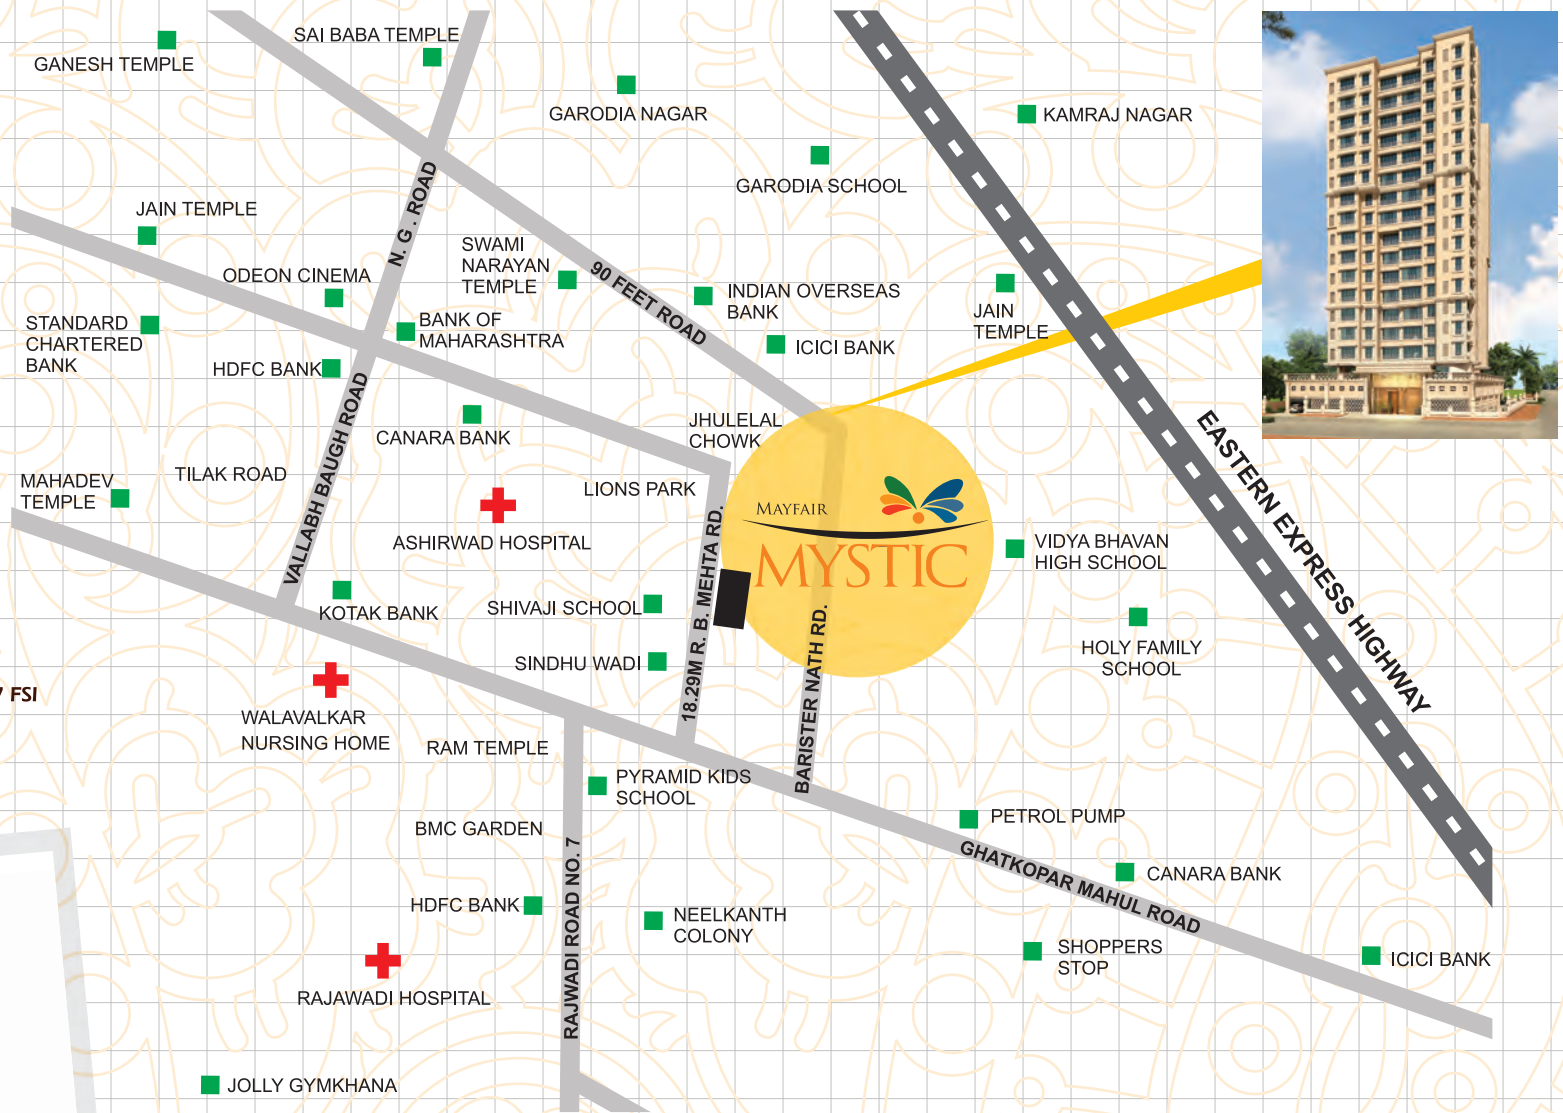 SAI BABA TEMPLE
GANESH TEMPLE
GARODIA NAGAR
KAMRAJ NAGAR
GARODIA SCHOOL
N. G . ROAD
JAIN TEMPLE
SWAMI
NARAYAN
TEMPLE
90 FEET ROAD
ODEON CINEMA
INDIAN OVERSEAS
BANK
JAIN
TEMPLE
STANDARD
CHARTERED
BANK
BANK OF
MAHARASHTRA
ICICI BANK
HDFC BANK
VALLABH BAUGH ROAD
CANARA BANK
JHULELAL
CHOWK
EASTERN EXPRESS HIGHWAY
TILAK ROAD
MAHADEV
TEMPLE
LIONS PARK
MAYFAIR
MYSTIC
ASHIRWAD HOSPITAL
18.29M R. B. MEHTA RD.
VIDYA BHAVAN
HIGH SCHOOL
KOTAK BANK
SHIVAJI SCHOOL
BARISTER NATH RD.
HOLY FAMILY
SCHOOL
SINDHU WADI
FSI
WALAVALKAR
NURSING HOME
RAM TEMPLE
PYRAMID KIDS
SCHOOL
PETROL PUMP
BMC GARDEN
RAJWADI ROAD NO. 7
GHATKOPAR MAHUL ROAD
CANARA BANK
HDFC BANK
NEELKANTH
COLONY
SHOPPERS
STOP
ICICI BANK
RAJAWADI HOSPITAL
JOLLY GYMKHANA